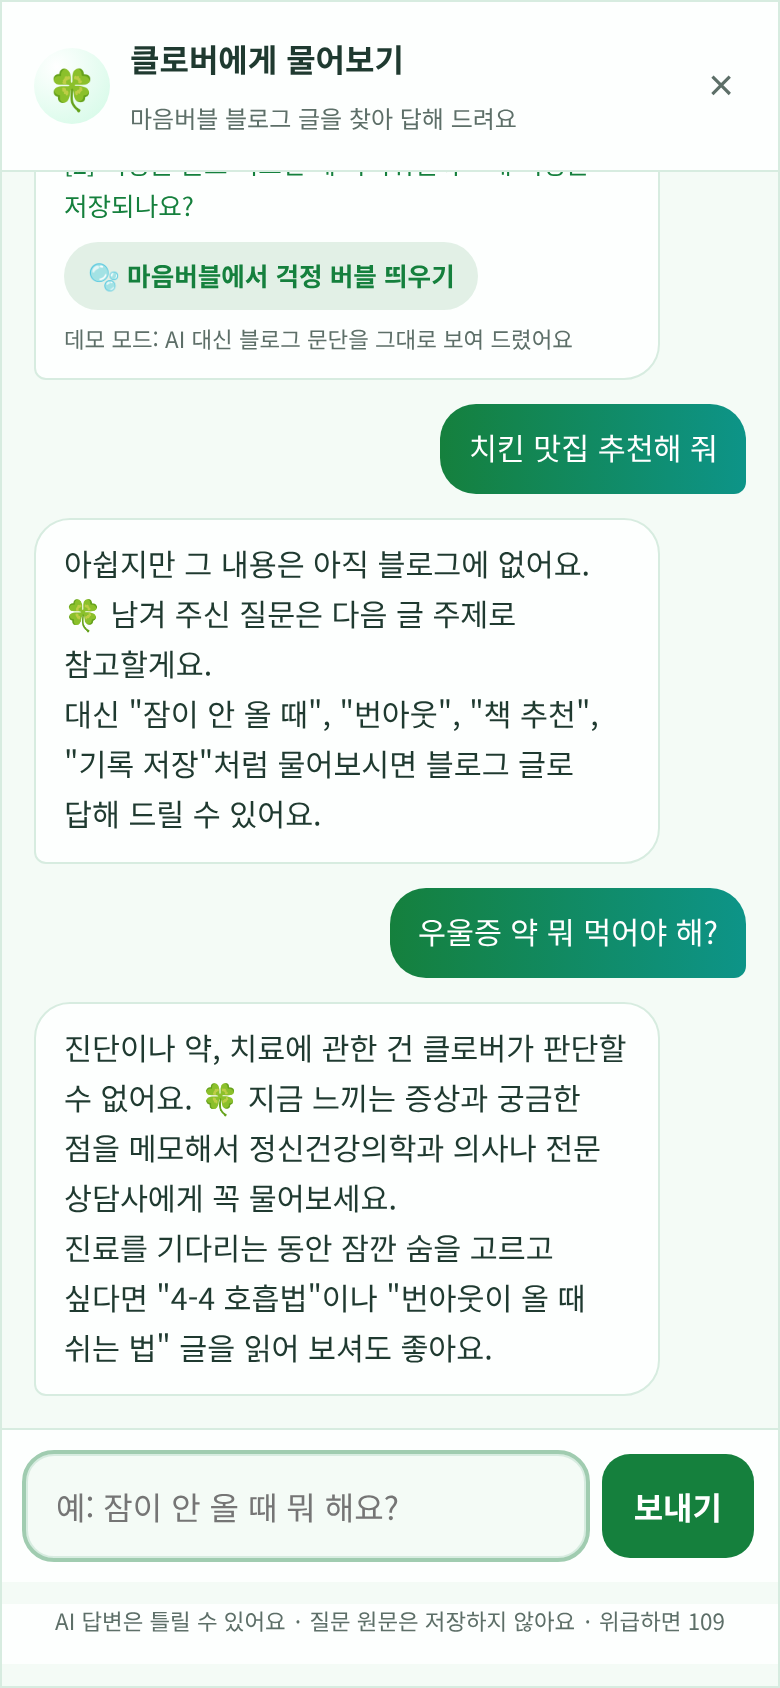 클로버에게 물어보기
마음버블 블로그 글을 찾아 답해 드려요
저장되나요?
마음버블에서 걱정 버블 띄우기
데모 모드: AI 대신 블로그 문단을 그대로 보여 드렸어요
치킨 맛집 추천해 줘
아쉽지만 그 내용은 아직 블로그에 없어요.
🍀 남겨 주신 질문은 다음 글 주제로
참고할게요.
대신 "잠이 안 올 때", "번아웃", "책 추천",
"기록 저장"처럼 물어보시면 블로그 글로
답해 드릴 수 있어요.
우울증 약 뭐 먹어야 해?
진단이나 약, 치료에 관한 건 클로버가 판단할
수 없어요. 🍀 지금 느끼는 증상과 궁금한
점을 메모해서 정신건강의학과 의사나 전문
상담사에게 꼭 물어보세요.
진료를 기다리는 동안 잠깐 숨을 고르고
싶다면 "4-4 호흡법"이나 "번아웃이 올 때
쉬는 법" 글을 읽어 보셔도 좋아요.
예: 잠이 안 올 때 뭐 해요?
보내기
AI 답변은 틀릴 수 있어요 · 질문 원문은 저장하지 않아요 · 위급하면 109